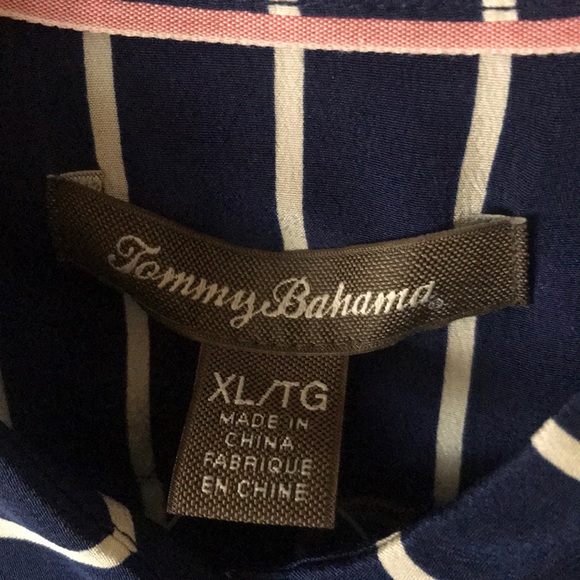 Tommy Bahama®
XL/TG
MADE IN
CHINA
FABRIQUE
EN CHINE